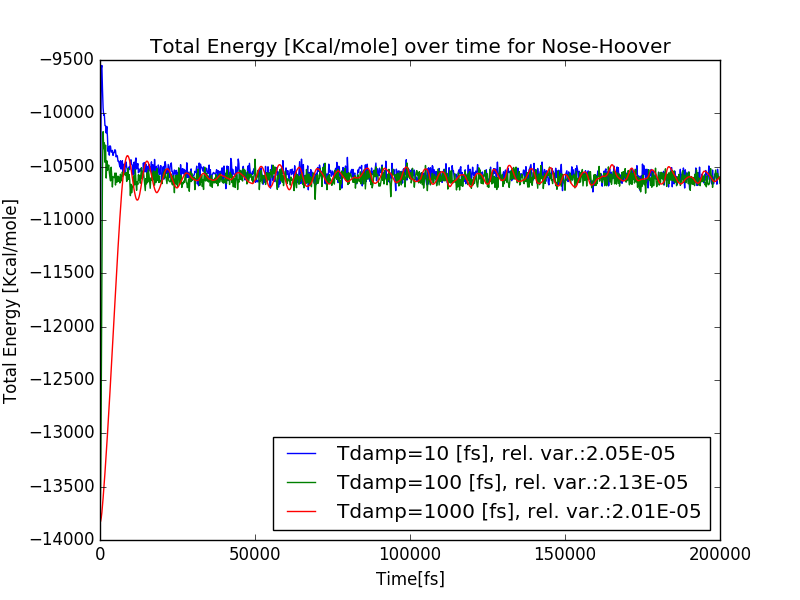 Total Energy [Kcal/mole] over time for Nose-Hoover
Total Energy [Kcal/mole]
−9500
−10000
−10500
−11000
−11500
−12000
−12500
−13000
−13500
−14000
Tdamp=10 [fs], rel. var.:2.05E-05
Tdamp=100 [fs], rel. var.:2.13E-05
Tdamp=1000 [fs], rel. var.:2.01E-05
0 50000 100000 150000 200000
Time[fs]